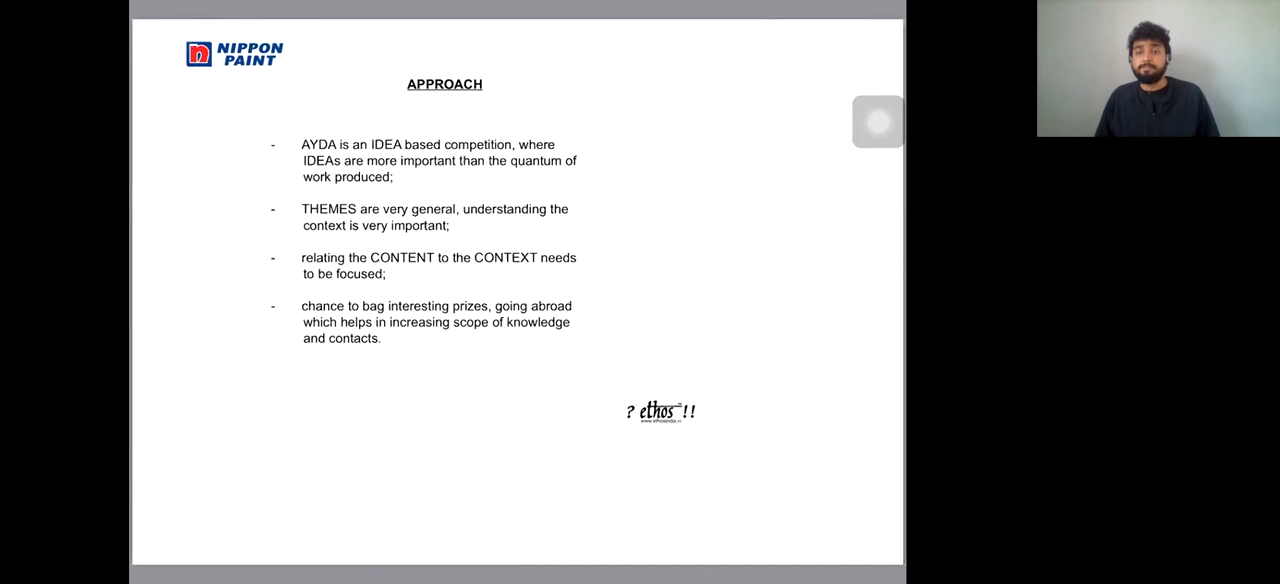 NIPPON
PAINT
APPROACH
- AYDA is an IDEA based competition, where
IDEAs are more important than the quantum of
work produced;
- THEMES are very general, understanding the
context is very important;
- relating the CONTENT to the CONTEXT needs
to be focused;
- chance to bag interesting prizes, going abroad
which helps in increasing scope of knowledge
and contacts.
? ethos !!
www.ethosindia.in